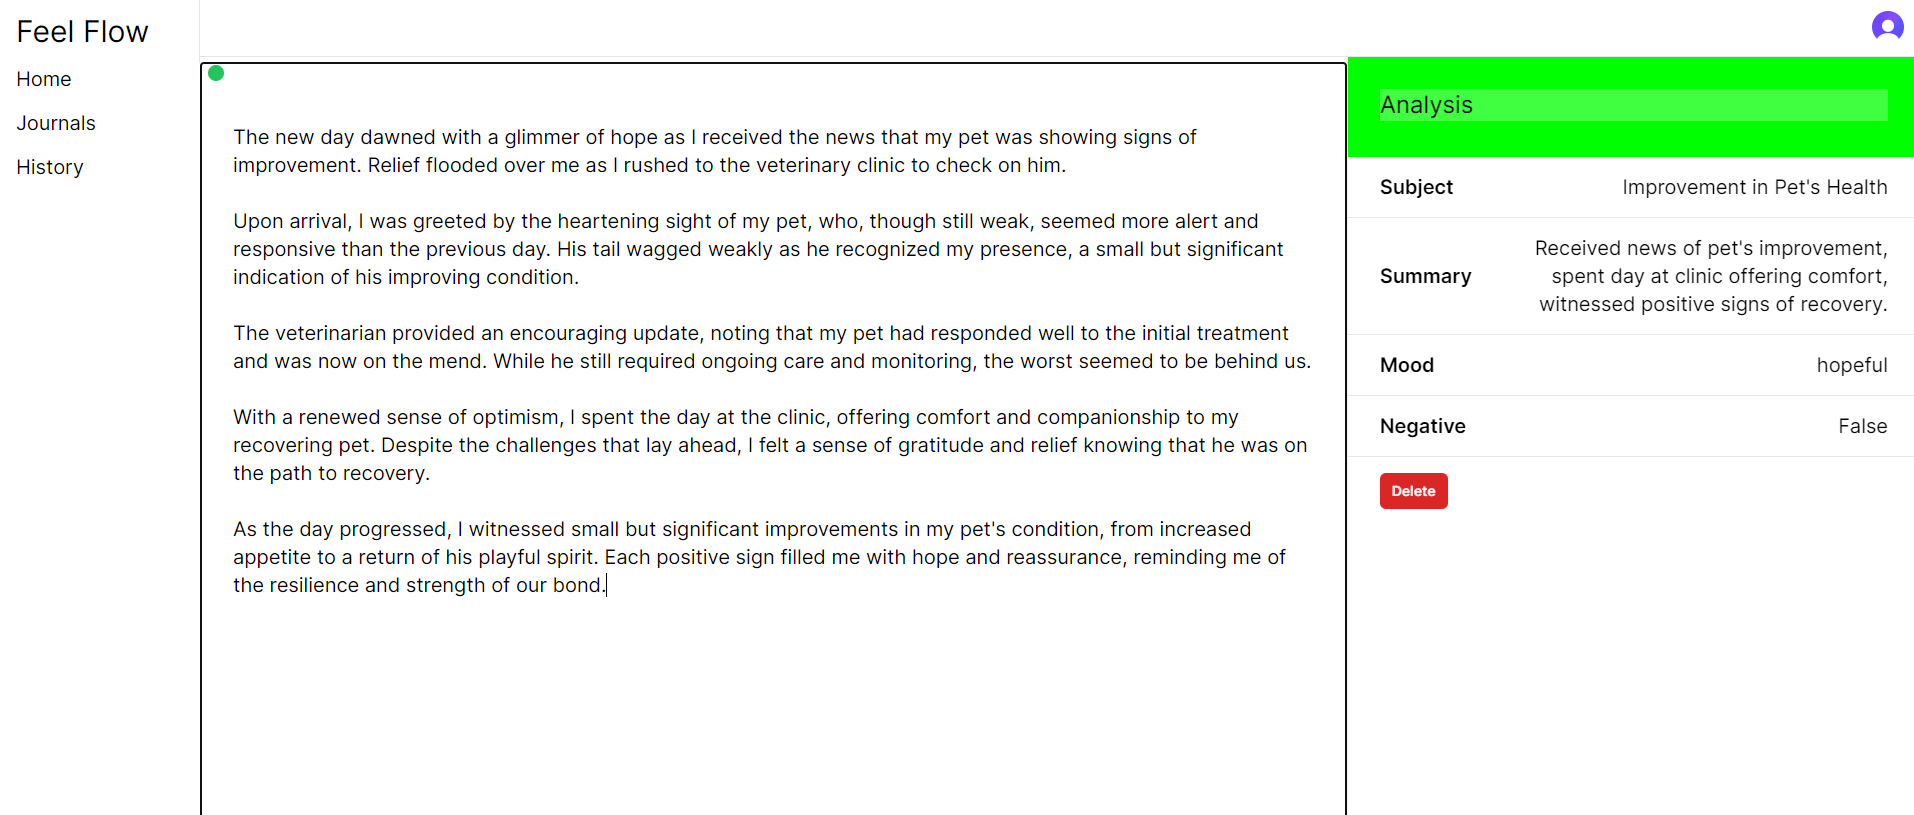 Feel Flow
Home
Journals
History
The new day dawned with a glimmer of hope as I received the news that my pet was showing signs of
improvement. Relief flooded over me as I rushed to the veterinary clinic to check on him.
Upon arrival, I was greeted by the heartening sight of my pet, who, though still weak, seemed more alert and
responsive than the previous day. His tail wagged weakly as he recognized my presence, a small but significant
indication of his improving condition.
The veterinarian provided an encouraging update, noting that my pet had responded well to the initial treatment
and was now on the mend. While he still required ongoing care and monitoring, the worst seemed to be behind us.
With a renewed sense of optimism, I spent the day at the clinic, offering comfort and companionship to my
recovering pet. Despite the challenges that lay ahead, I felt a sense of gratitude and relief knowing that he was on
the path to recovery.
As the day progressed, I witnessed small but significant improvements in my pet's condition, from increased
appetite to a return of his playful spirit. Each positive sign filled me with hope and reassurance, reminding me of
the resilience and strength of our bond.
Analysis
Subject Improvement in Pet's Health
Summary Received news of pet's improvement,
spent day at clinic offering comfort,
witnessed positive signs of recovery.
Mood hopeful
Negative False
Delete